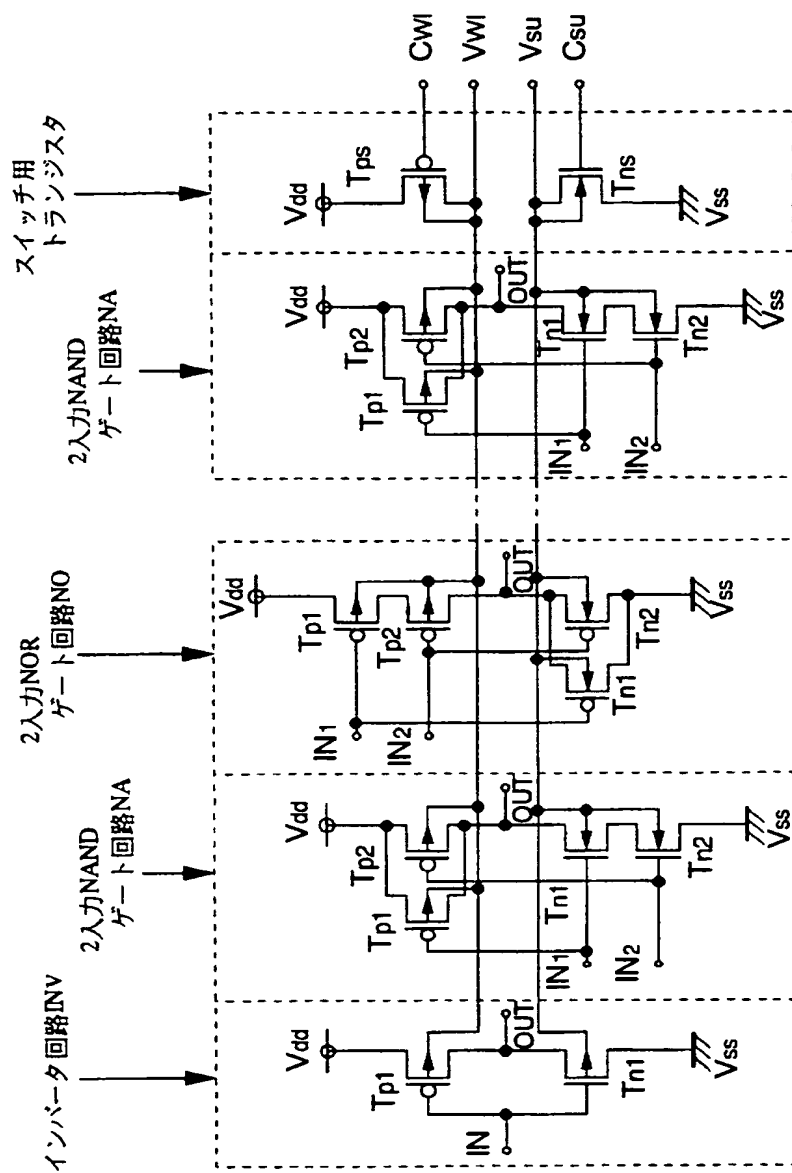 インバータ回路INV
2入力NAND
ゲート回路NA
2入力NOR
ゲート回路NO
2入力NAND
ゲート回路NA
スイッチ用
トランジスタ
Vdd
Tp1
IN
OUT
Tn1
Vss
Vdd
Tp2
Tp1
OUT
IN1
Tn1
IN2
Tn2
Vss
Vdd
Tp1
IN1
Tp2
IN2
OUT
Tn1
Tn2
Vss
Vdd
Tp2
Tp1
OUT
IN1
Tn1
IN2
Tn2
Vss
Vdd
Tps
Tns
Vss
Cwl
Vwl
Vsu
Csu